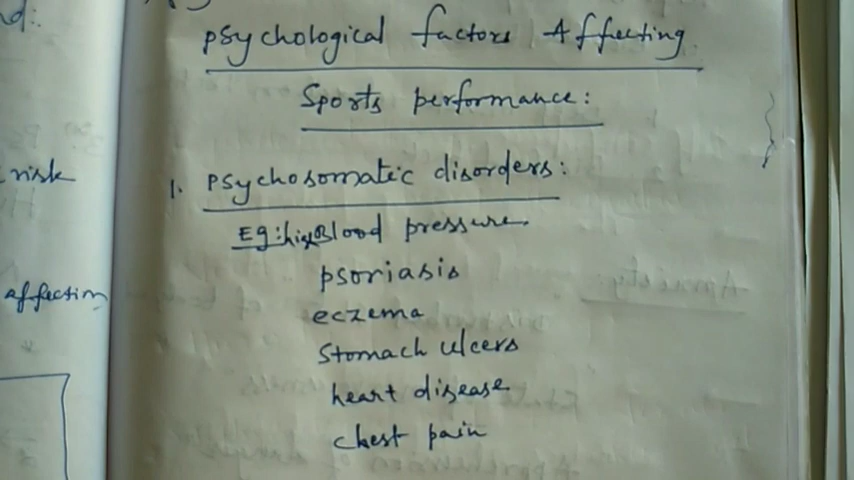 nd:
risk
affection
psychological factors Affecting
Sports performance:
1. psychosomatic disorders:
Eg: high Blood pressure
psoriasis
eczema
Stomach ulcers
heart disease
chest pain